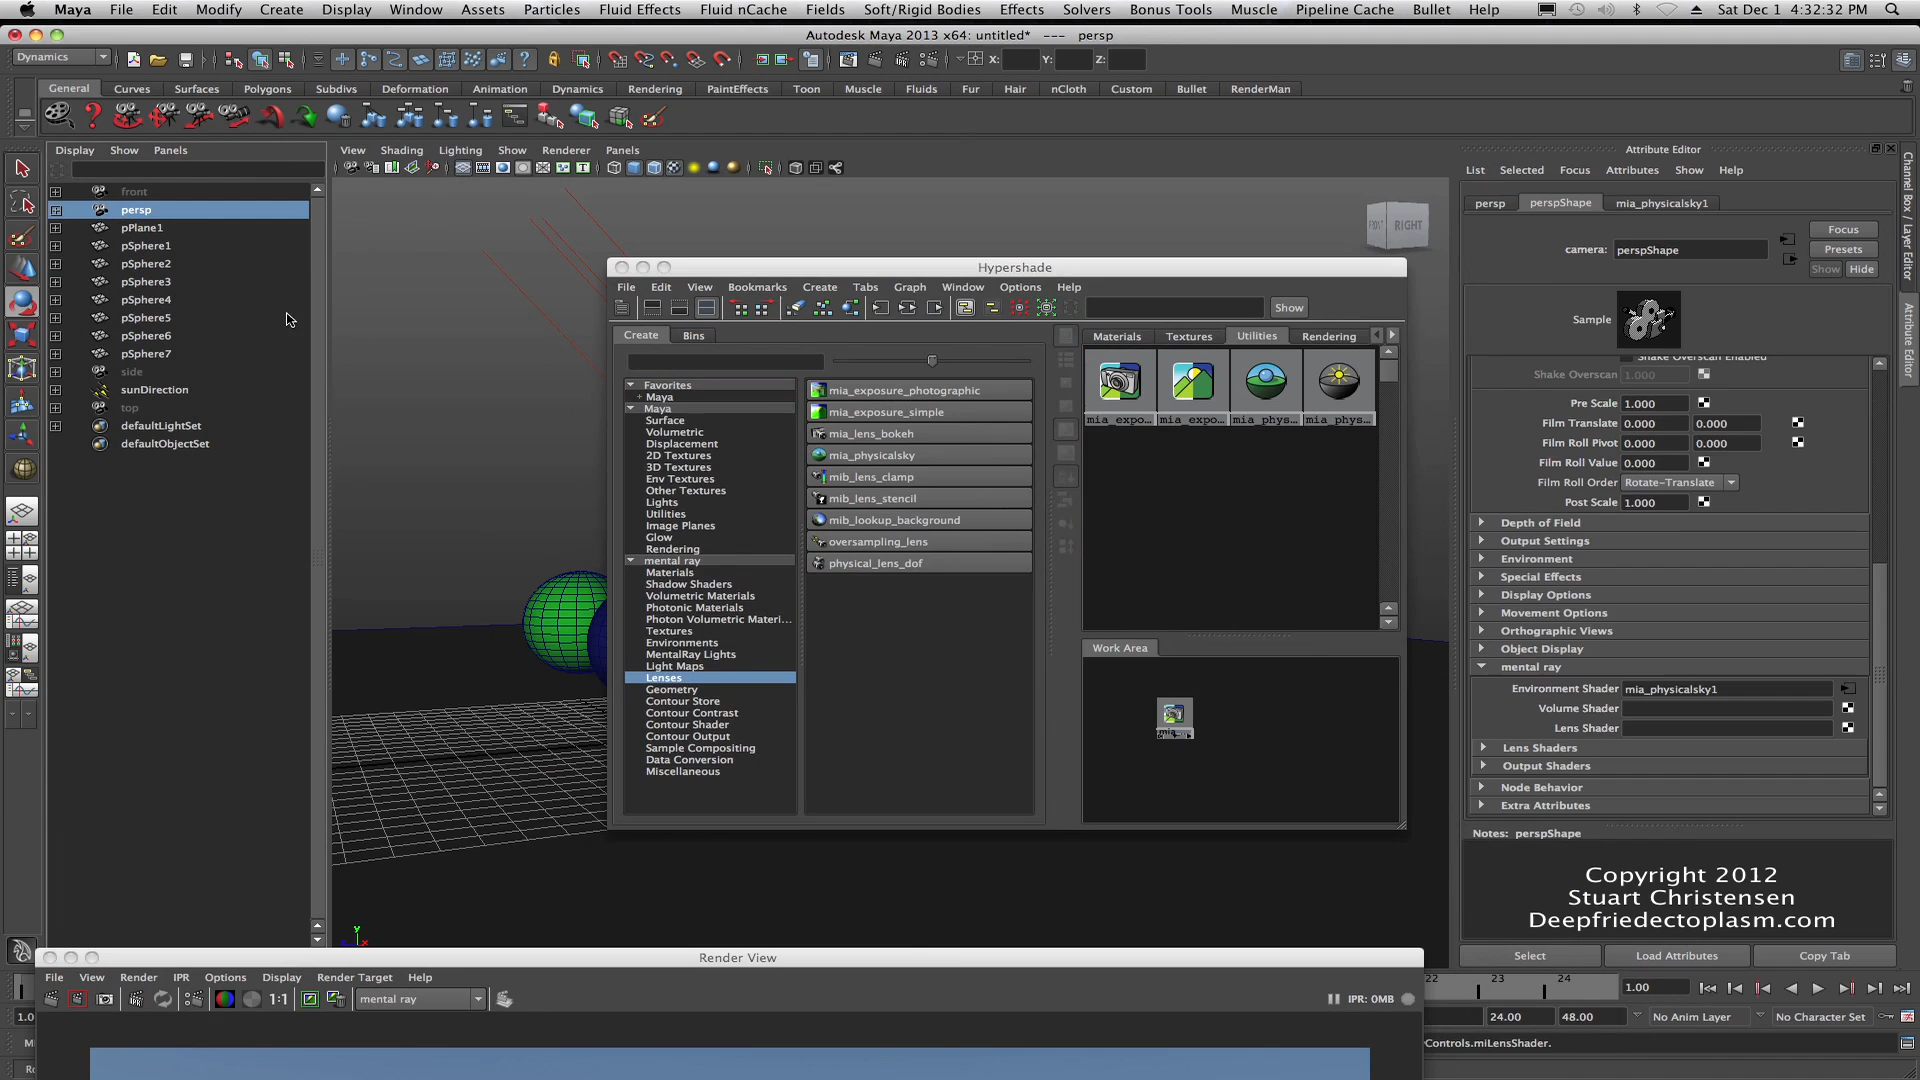 Maya File Edit Modify Create Display Window Assets Particles Fluid Effects Fluid nCache Fields Soft/Rigid Bodies Effects Solvers Bonus Tools Muscle Pipeline Cache Bullet Help Sat Dec 1 4:32:32 PM
Autodesk Maya 2013 x64: untitled* --- persp
Dynamics X: Y: Z:
General Curves Surfaces Polygons Subdivs Deformation Animation Dynamics Rendering PaintEffects Toon Muscle Fluids Fur Hair nCloth Custom Bullet RenderMan
Display Show Panels
front
persp
pPlane1
pSphere1
pSphere2
pSphere3
pSphere4
pSphere5
pSphere6
pSphere7
side
sunDirection
top
defaultLightSet
defaultObjectSet
View Shading Lighting Show Renderer Panels
FRONT RIGHT
y
Hypershade
File Edit View Bookmarks Create Tabs Graph Window Options Help
Show
Create Bins
Favorites
+ Maya
Maya
Surface
Volumetric
Displacement
2D Textures
3D Textures
Env Textures
Other Textures
Lights
Utilities
Image Planes
Glow
Rendering
mental ray
Materials
Shadow Shaders
Volumetric Materials
Photonic Materials
Photon Volumetric Materi...
Textures
Environments
MentalRay Lights
Light Maps
Lenses
Geometry
Contour Store
Contour Contrast
Contour Shader
Contour Output
Sample Compositing
Data Conversion
Miscellaneous
mia_exposure_photographic
mia_exposure_simple
mia_lens_bokeh
mia_physicalsky
mib_lens_clamp
mib_lens_stencil
mib_lookup_background
oversampling_lens
physical_lens_dof
Materials Textures Utilities Rendering
mia_expo... mia_expo... mia_phys... mia_phys...
Work Area
Attribute Editor
List Selected Focus Attributes Show Help
persp perspShape mia_physicalsky1
camera: perspShape
Focus
Presets
Show Hide
Sample
Shake Overscan Enabled
Shake Overscan 1.000
Pre Scale 1.000
Film Translate 0.000 0.000
Film Roll Pivot 0.000 0.000
Film Roll Value 0.000
Film Roll Order Rotate-Translate
Post Scale 1.000
Depth of Field
Output Settings
Environment
Special Effects
Display Options
Movement Options
Orthographic Views
Object Display
mental ray
Environment Shader mia_physicalsky1
Volume Shader
Lens Shader
Lens Shaders
Output Shaders
Node Behavior
Extra Attributes
Notes: perspShape
Copyright 2012
Stuart Christensen
Deepfriedectoplasm.com
Select Load Attributes Copy Tab
Channel Box / Layer Editor
Attribute Editor
Render View
File View Render IPR Options Display Render Target Help
1:1 mental ray IPR: 0MB
22 23 24 1.00
24.00 48.00 No Anim Layer No Character Set
Controls.miLensShader.